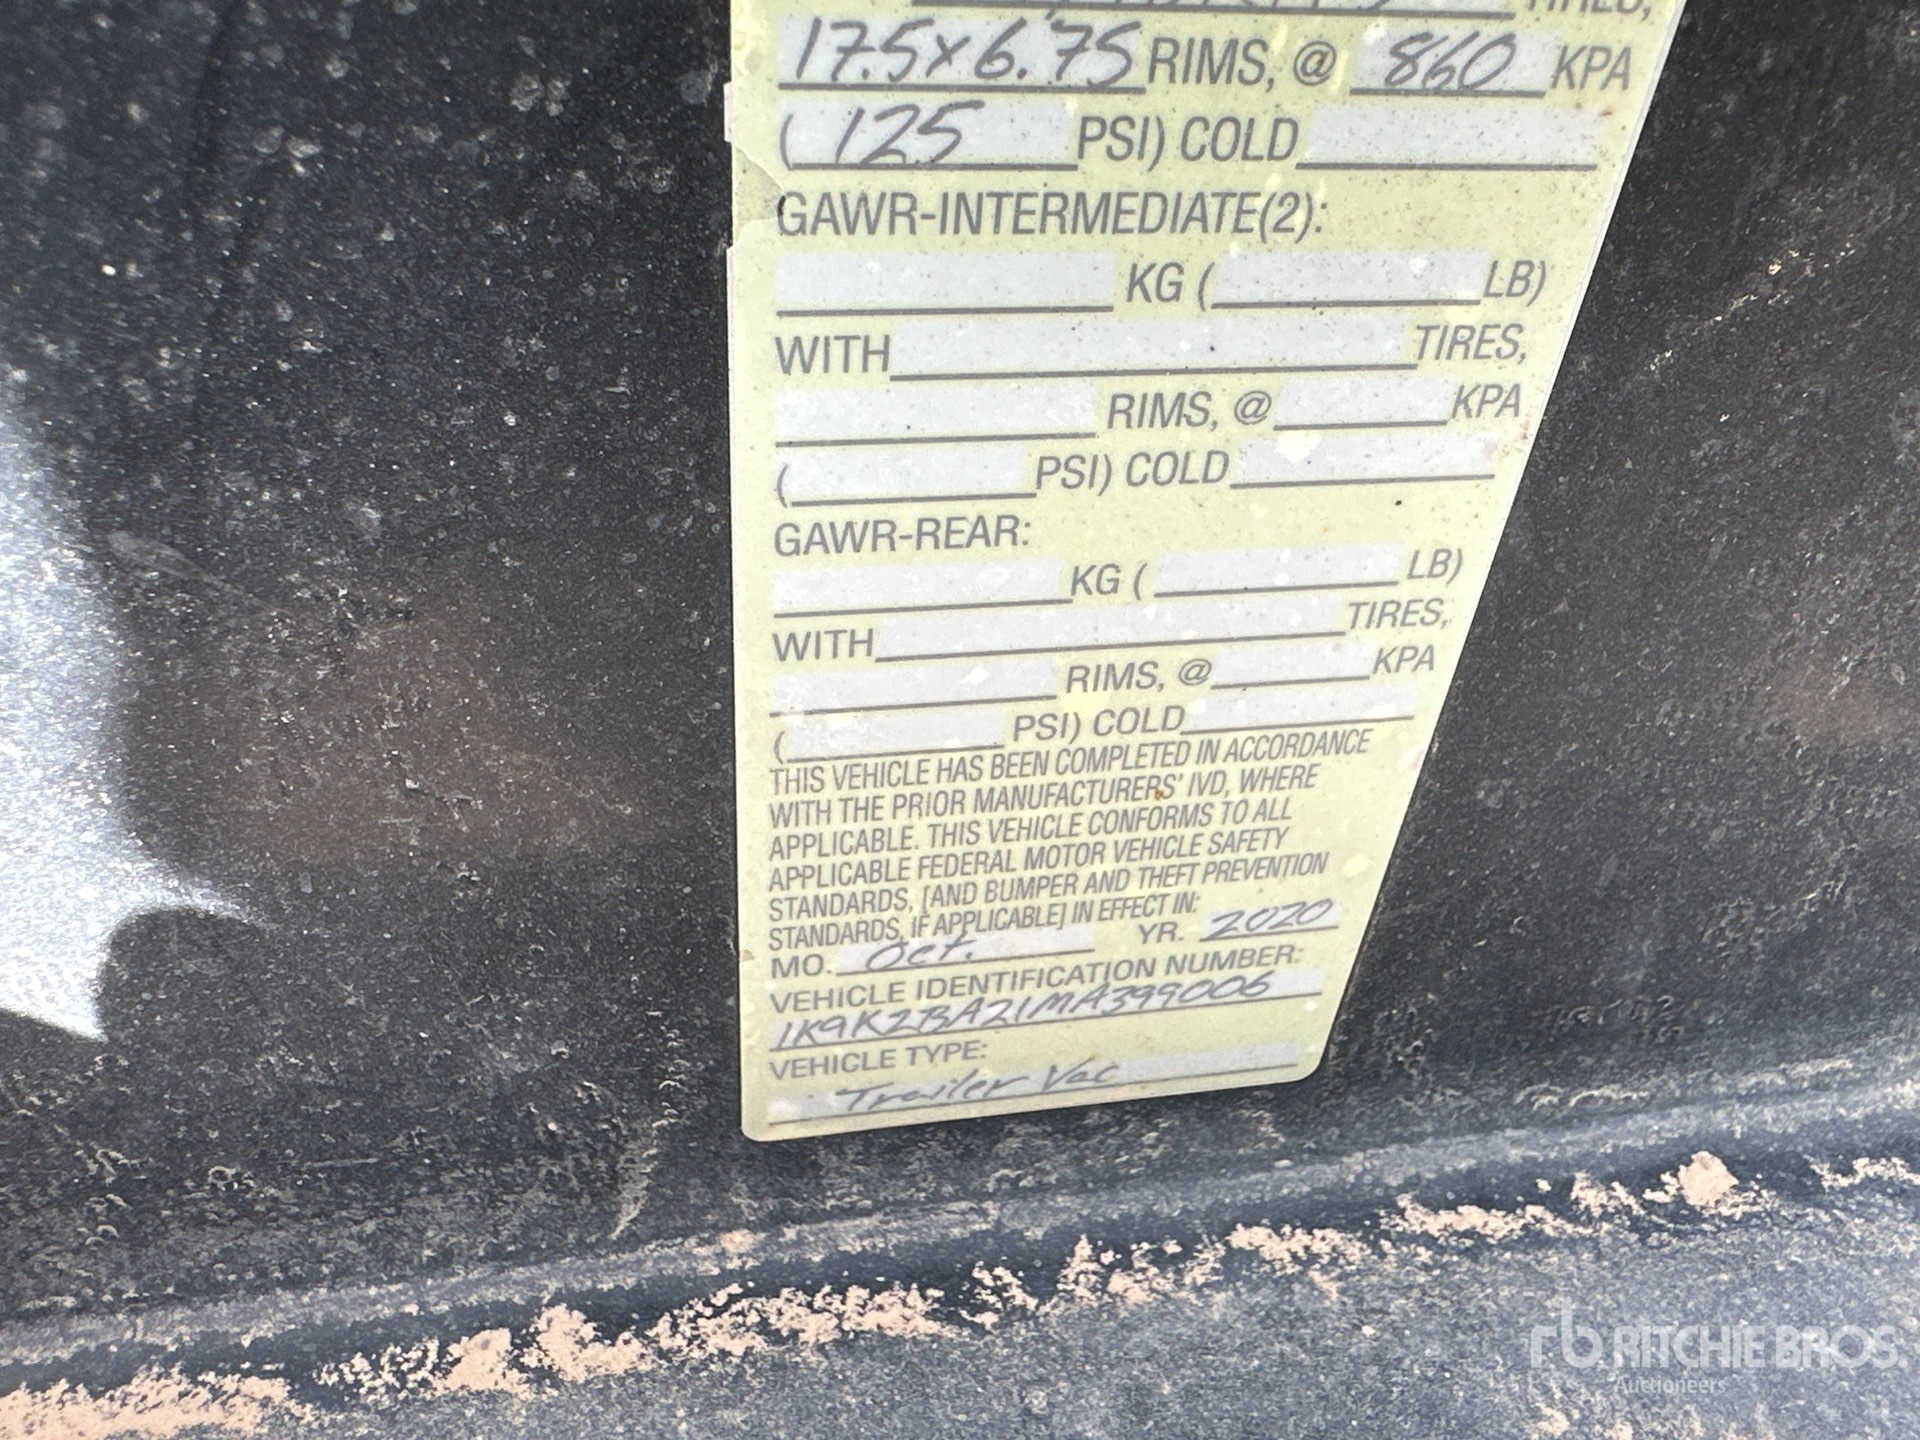 TIRES,
17.5x6.75 RIMS, @ 860 KPA
( 125 PSI) COLD
GAWR-INTERMEDIATE(2):
KG ( LB)
WITH TIRES,
RIMS, @ KPA
( PSI) COLD
GAWR-REAR:
KG ( LB)
WITH TIRES,
RIMS, @ KPA
( PSI) COLD
THIS VEHICLE HAS BEEN COMPLETED IN ACCORDANCE
WITH THE PRIOR MANUFACTURERS' IVD, WHERE
APPLICABLE. THIS VEHICLE CONFORMS TO ALL
APPLICABLE FEDERAL MOTOR VEHICLE SAFETY
STANDARDS, [AND BUMPER AND THEFT PREVENTION
STANDARDS, IF APPLICABLE] IN EFFECT IN:
MO. Oct. YR. 2020
VEHICLE IDENTIFICATION NUMBER:
1K9KZBA21MA399006
VEHICLE TYPE:
Trailer Vac
rb RITCHIE BROS.
Auctioneers